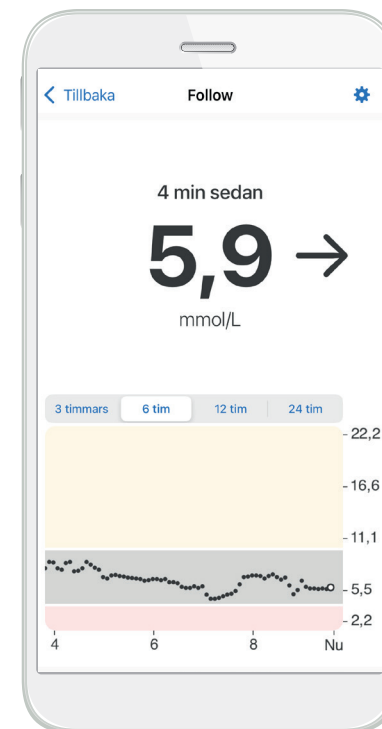 Tillbaka Follow
4 min sedan
5,9
mmol/L
3 timmars 6 tim 12 tim 24 tim
22,2
16,6
11,1
5,5
2,2
4 6 8 Nu